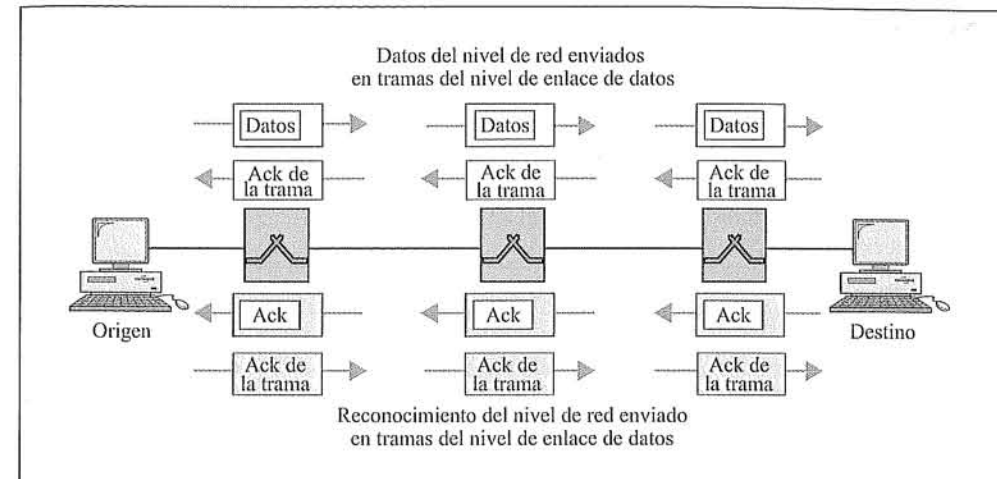 Datos del nivel de red enviados
en tramas del nivel de enlace de datos
Datos
Datos
Datos
Ack de
la trama
Ack de
la trama
Ack de
la trama
Origen
Destino
Ack
Ack
Ack
Ack de
la trama
Ack de
la trama
Ack de
la trama
Reconocimiento del nivel de red enviado
en tramas del nivel de enlace de datos